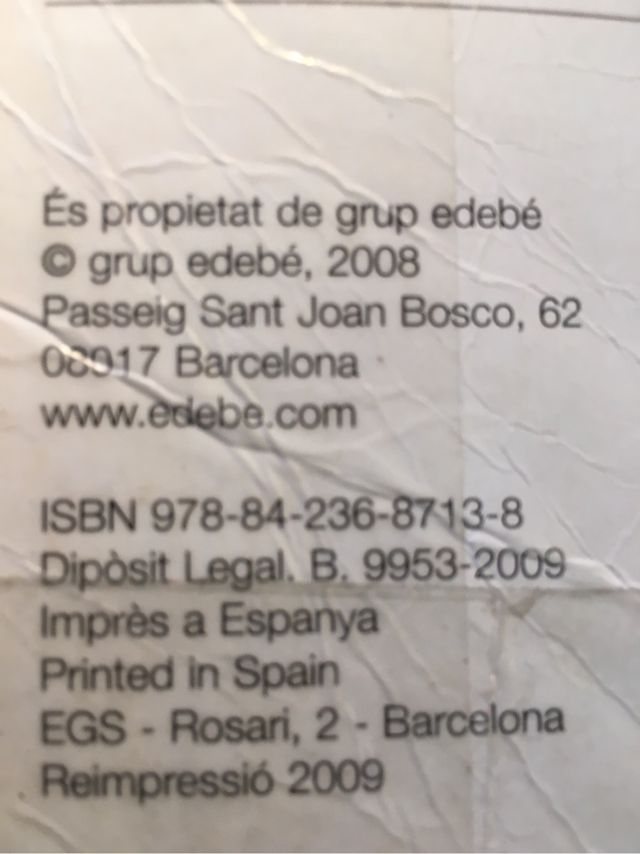 És propietat de grup edebé
© grup edebé, 2008
Passeig Sant Joan Bosco, 62
08017 Barcelona
www.edebe.com
ISBN 978-84-236-8713-8
Dipòsit Legal. B. 9953-2009
Imprès a Espanya
Printed in Spain
EGS - Rosari, 2 - Barcelona
Reimpressió 2009